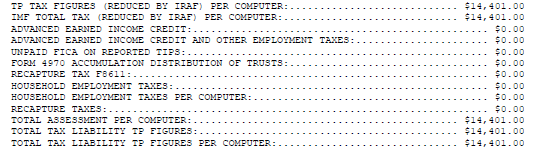 TP TAX FIGURES (REDUCED BY IRAF) PER COMPUTER:.......................... $14,401.00
IMF TOTAL TAX (REDUCED BY IRAF) PER COMPUTER:........................... $14,401.00
ADVANCED EARNED INCOME CREDIT:.............................................. $0.00
ADVANCED EARNED INCOME CREDIT AND OTHER EMPLOYMENT TAXES:................... $0.00
UNPAID FICA ON REPORTED TIPS:............................................... $0.00
FORM 4970 ACCUMULATION DISTRIBUTION OF TRUSTS:.............................. $0.00
RECAPTURE TAX F8611:........................................................ $0.00
HOUSEHOLD EMPLOYMENT TAXES:................................................. $0.00
HOUSEHOLD EMPLOYMENT TAXES PER COMPUTER:.................................... $0.00
RECAPTURE TAXES:............................................................ $0.00
TOTAL ASSESSMENT PER COMPUTER:.......................................... $14,401.00
TOTAL TAX LIABILITY TP FIGURES:......................................... $14,401.00
TOTAL TAX LIABILITY TP FIGURES PER COMPUTER:............................ $14,401.00